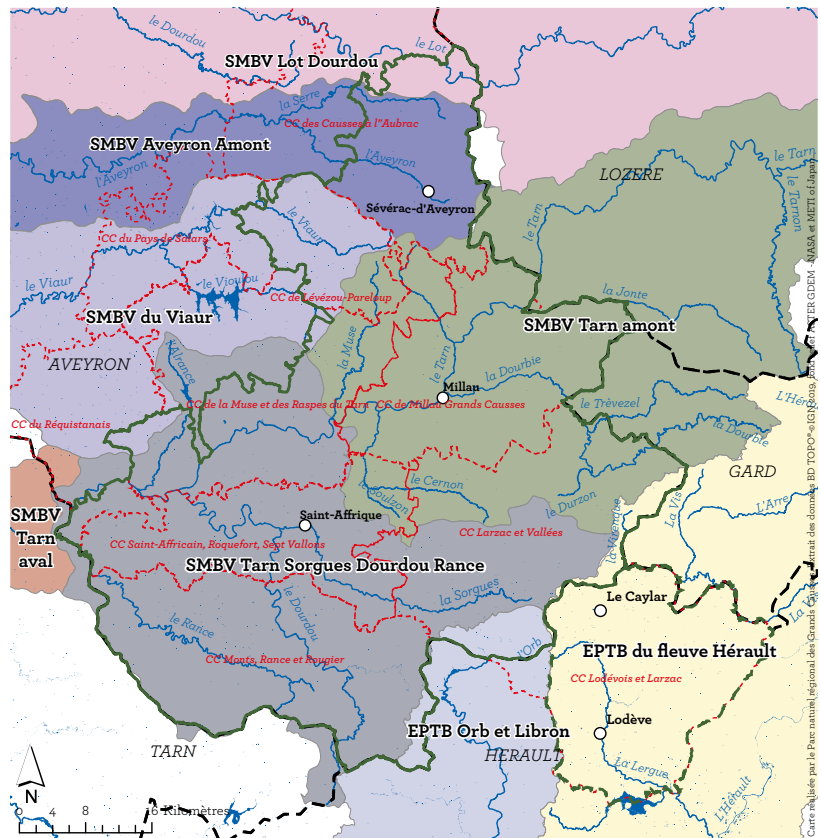 le Dourdou
le Lot
SMBV Lot Dourdou
la Serre
CC des Causses à l"Aubrac
SMBV Aveyron Amont
l'Aveyron
l'Aveyron
Sévérac-d'Aveyron
LOZERE
le Tarn
le Tarnon
le Tarn
le Viaur
CC du Pays de Salars
le Viaur
le Vioulou
CC de Lévézou-Pareloup
SMBV du Viaur
la Jonte
SMBV Tarn amont
la Muse
le Tarn
AVEYRON
l'Alrance
la Dourbie
Millau
CC de la Muse et des Raspes du Tarn
CC de Millau Grands Causses
le Trèvezel
L'Héra
CC du Réquistanais
la Dourbie
GARD
le Cernon
le Soulzon
le Durzon
La Vis
L'Arre
la Virenque
SMBV
Tarn
aval
Saint-Affrique
CC Larzac et Vallées
CC Saint-Affricain, Roquefort, Sept Vallons
SMBV Tarn Sorgues Dourdou Rance
la Sorgues
Le Caylar
La Vis
le Rance
le Dourdou
l'Orb
EPTB du fleuve Hérault
CC Monts, Rance et Rougier
CC Lodévois et Larzac
Lodève
EPTB Orb et Libron
HERAULT
TARN
La Lergue
L'Hérault
N
0 4 8 16 Kilomètres